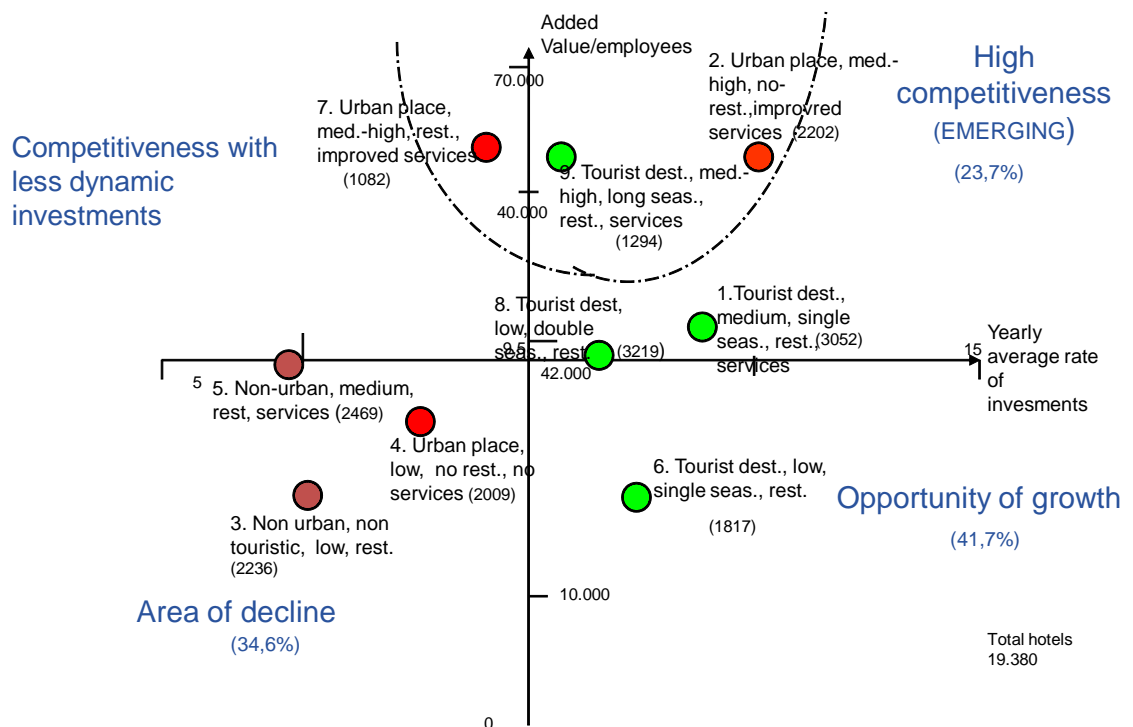 Added
Value/employees
70.000
2. Urban place, med.-
high, no-
rest.,improvred
services (2202)
High
competitiveness
(EMERGING)
(23,7%)
7. Urban place,
med.-high, rest.,
improved services
(1082)
Competitiveness with
less dynamic
investments
9. Tourist dest., med.-
high, long seas.,
rest., services
(1294)
40.000
8. Tourist dest,
low, double
seas., rest.
(3219)
9,5
42.000
1.Tourist dest.,
medium, single
seas., rest.,
services
(3052)
15
Yearly
average rate
of
invesments
5
5. Non-urban, medium,
rest, services (2469)
4. Urban place,
low, no rest., no
services (2009)
6. Tourist dest., low,
single seas., rest.
(1817)
Opportunity of growth
(41,7%)
3. Non urban, non
touristic, low, rest.
(2236)
Area of decline
(34,6%)
10.000
Total hotels
19.380
0